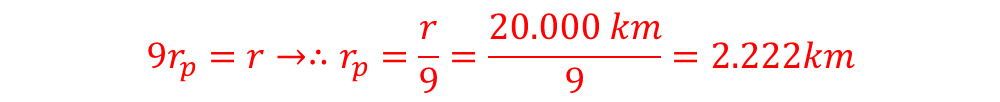 9r_p = r →∴ r_p = r/9 = 20.000 km/9 = 2.222km